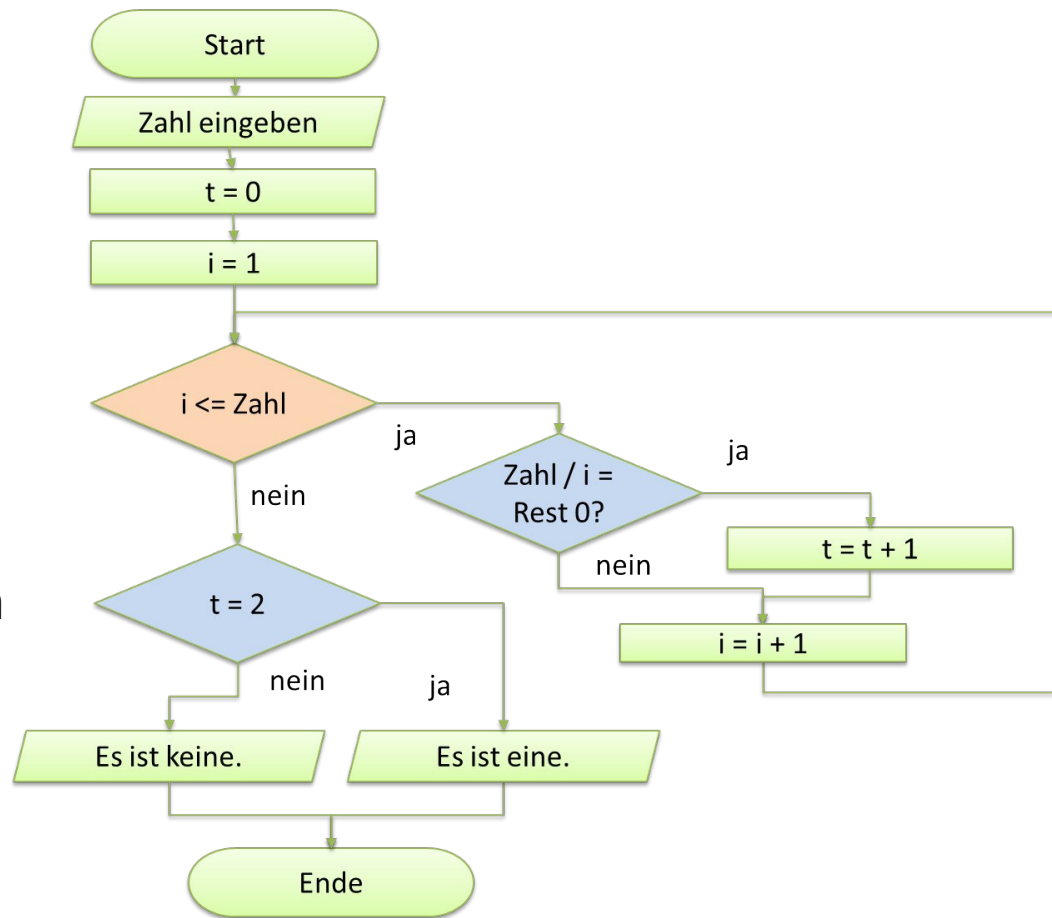 Start
Zahl eingeben
t = 0
i = 1
i <= Zahl
ja
nein
Zahl / i =
Rest 0?
ja
nein
t = t + 1
i = i + 1
t = 2
nein
ja
Es ist keine.
Es ist eine.
Ende